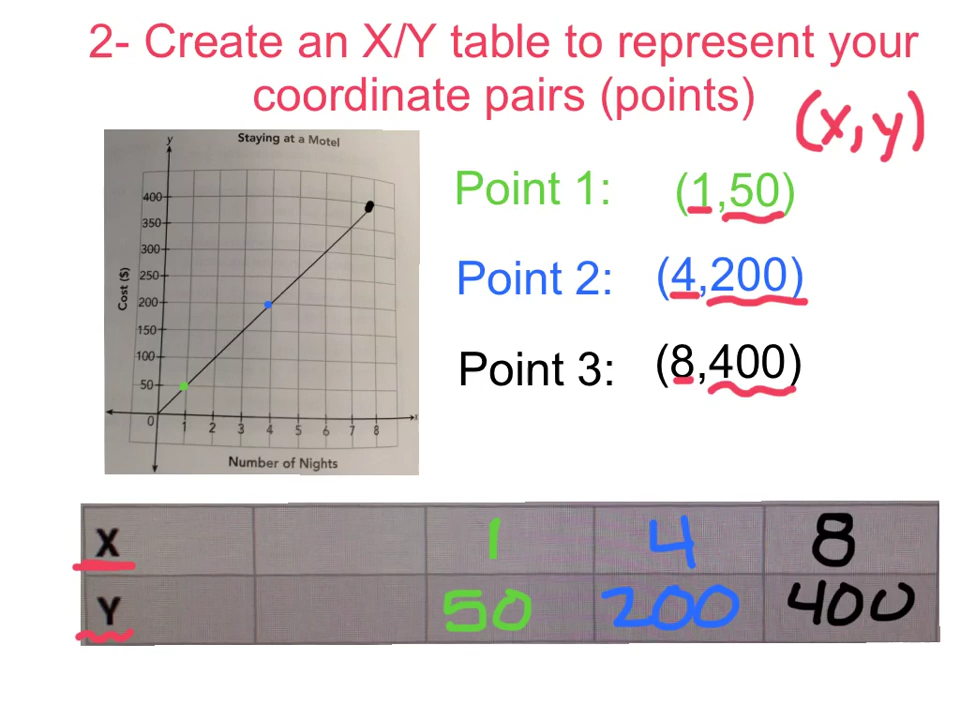 2- Create an X/Y table to represent your
coordinate pairs (points)
(x,y)
Staying at a Motel
y
400
350
300
250
200
150
100
50
0
1 2 3 4 5 6 7 8
x
Cost ($)
Number of Nights
Point 1: (1,50)
Point 2: (4,200)
Point 3: (8,400)
X 1 4 8
Y 50 200 400